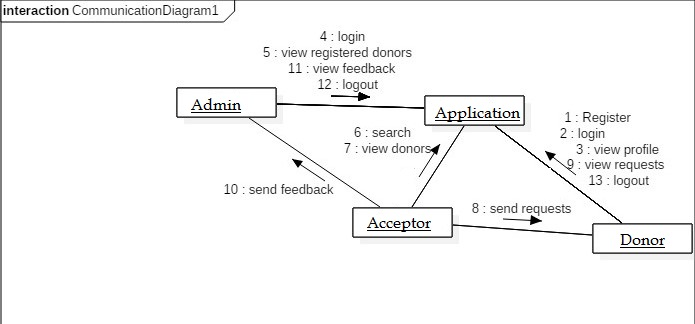 interaction CommunicationDiagram1
4 : login
5 : view registered donors
11 : view feedback
12 : logout
Admin
Application
1 : Register
2 : login
3 : view profile
9 : view requests
13 : logout
6 : search
7 : view donors
10 : send feedback
Acceptor
8 : send requests
Donor